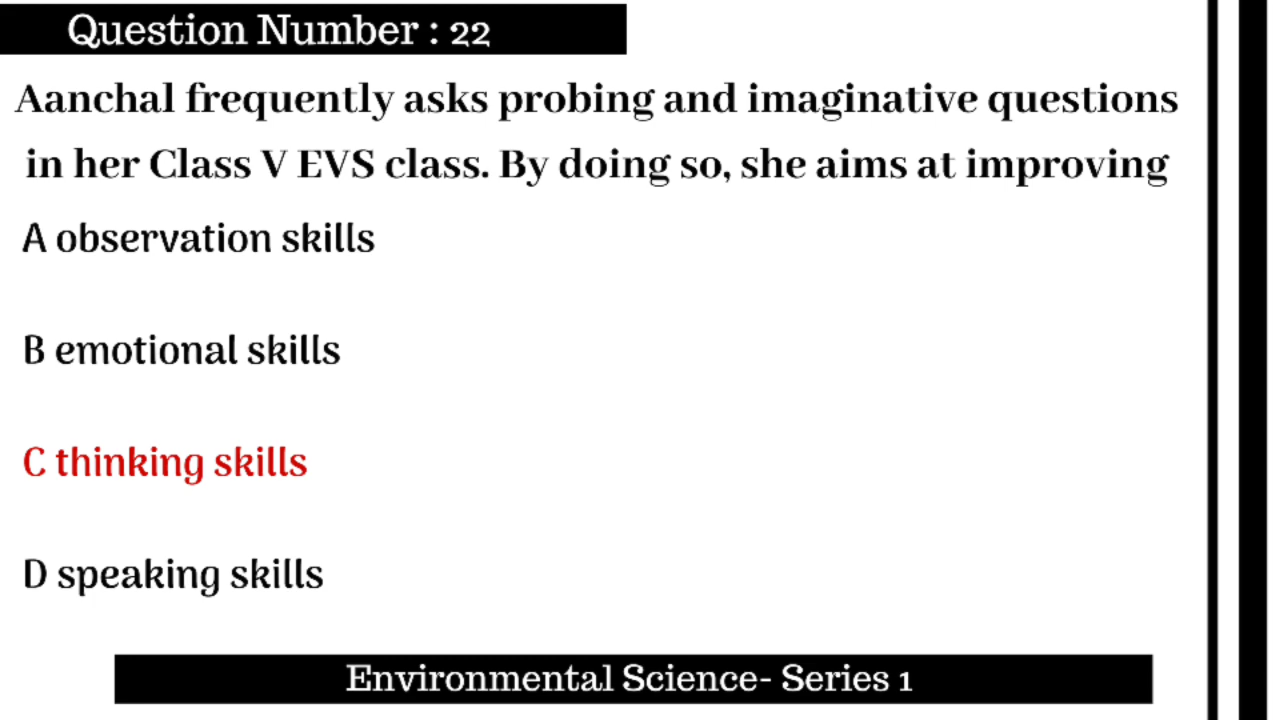 Question Number : 22
Aanchal frequently asks probing and imaginative questions
in her Class V EVS class. By doing so, she aims at improving
A observation skills
B emotional skills
C thinking skills
D speaking skills
Environmental Science- Series 1